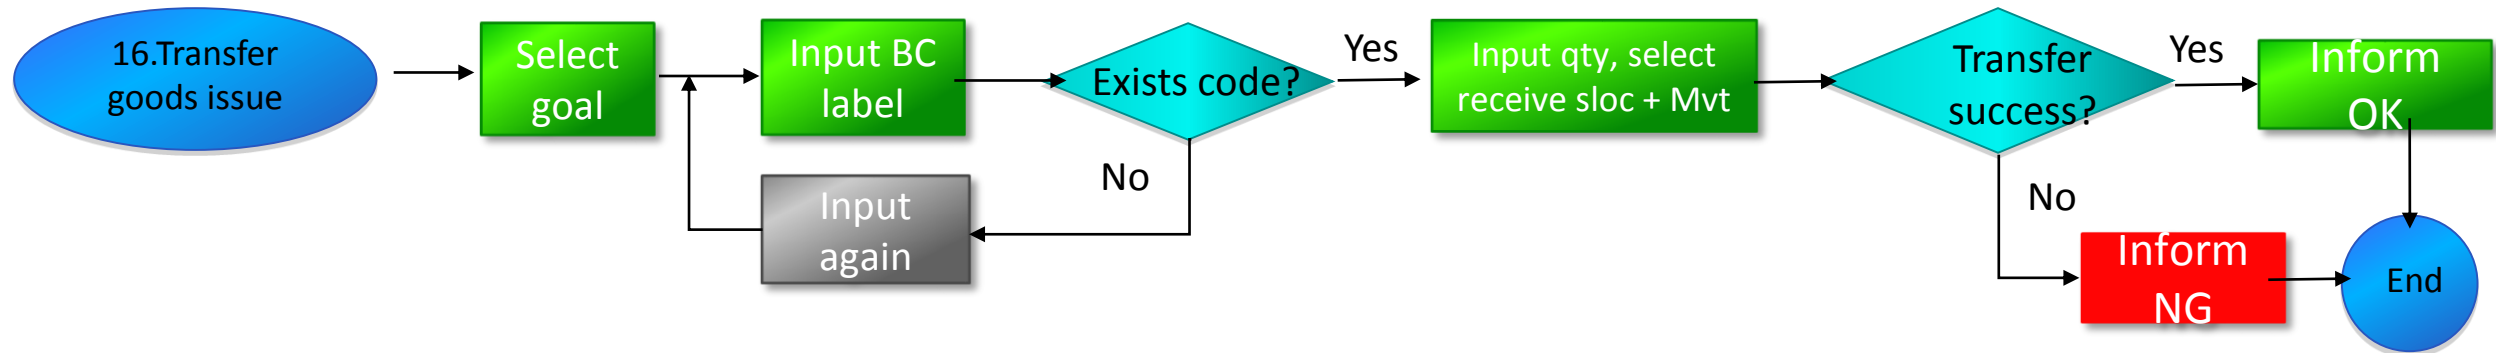 16.Transfer
goods issue
Select
goal
Input BC
label
Exists code?
Yes
Input qty, select
receive sloc + Mvt
Transfer
success?
Yes
Inform
OK
No
Input
again
No
Inform
NG
End